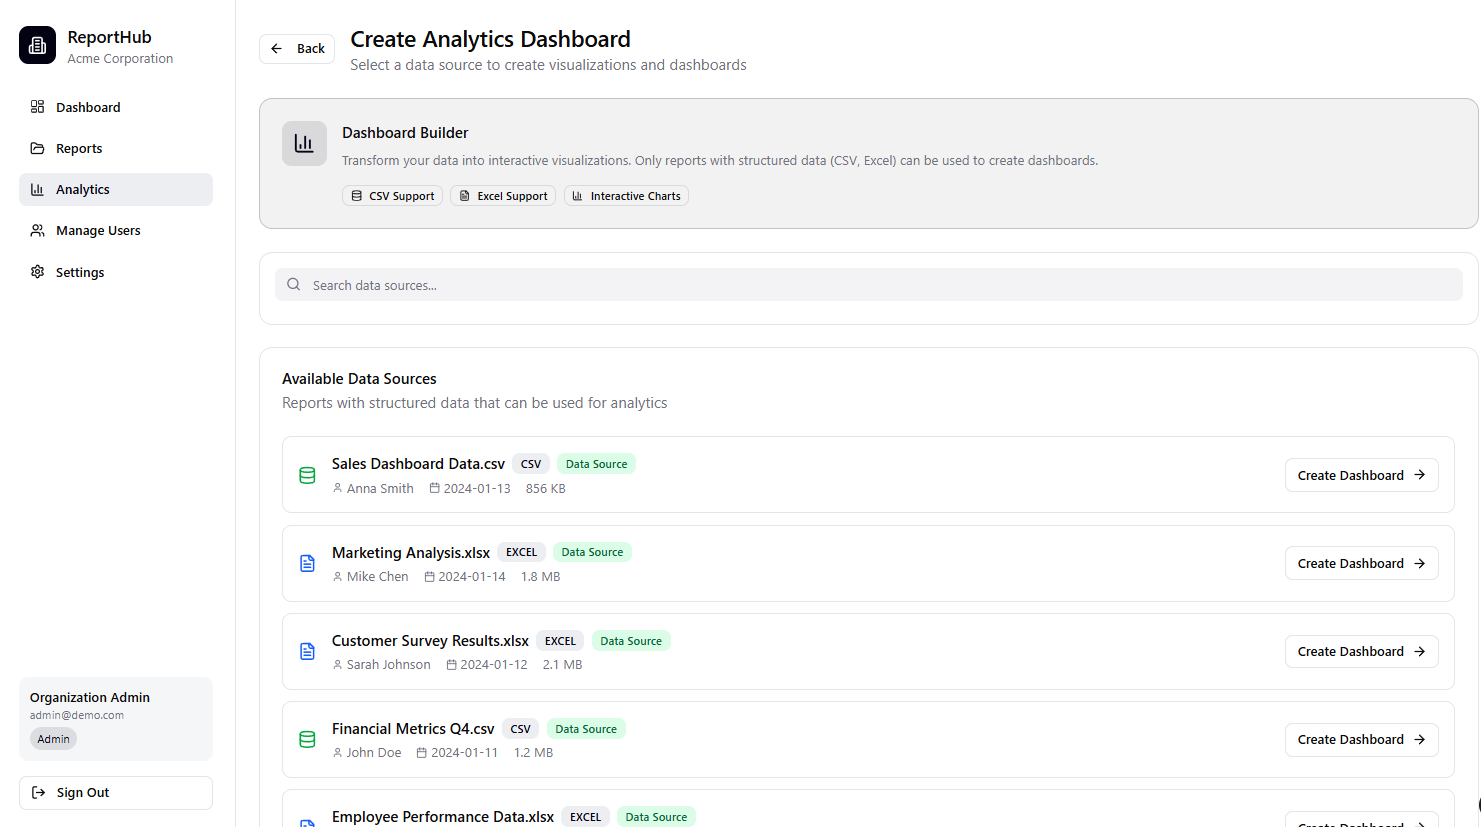 ReportHub
Acme Corporation
Dashboard
Reports
Analytics
Manage Users
Settings
Organization Admin
admin@demo.com
Admin
Sign Out
Back
Create Analytics Dashboard
Select a data source to create visualizations and dashboards
Dashboard Builder
Transform your data into interactive visualizations. Only reports with structured data (CSV, Excel) can be used to create dashboards.
CSV Support Excel Support Interactive Charts
Search data sources...
Available Data Sources
Reports with structured data that can be used for analytics
Sales Dashboard Data.csv CSV Data Source
Anna Smith 2024-01-13 856 KB
Create Dashboard
Marketing Analysis.xlsx EXCEL Data Source
Mike Chen 2024-01-14 1.8 MB
Create Dashboard
Customer Survey Results.xlsx EXCEL Data Source
Sarah Johnson 2024-01-12 2.1 MB
Create Dashboard
Financial Metrics Q4.csv CSV Data Source
John Doe 2024-01-11 1.2 MB
Create Dashboard
Employee Performance Data.xlsx EXCEL Data Source
Create Dashboard